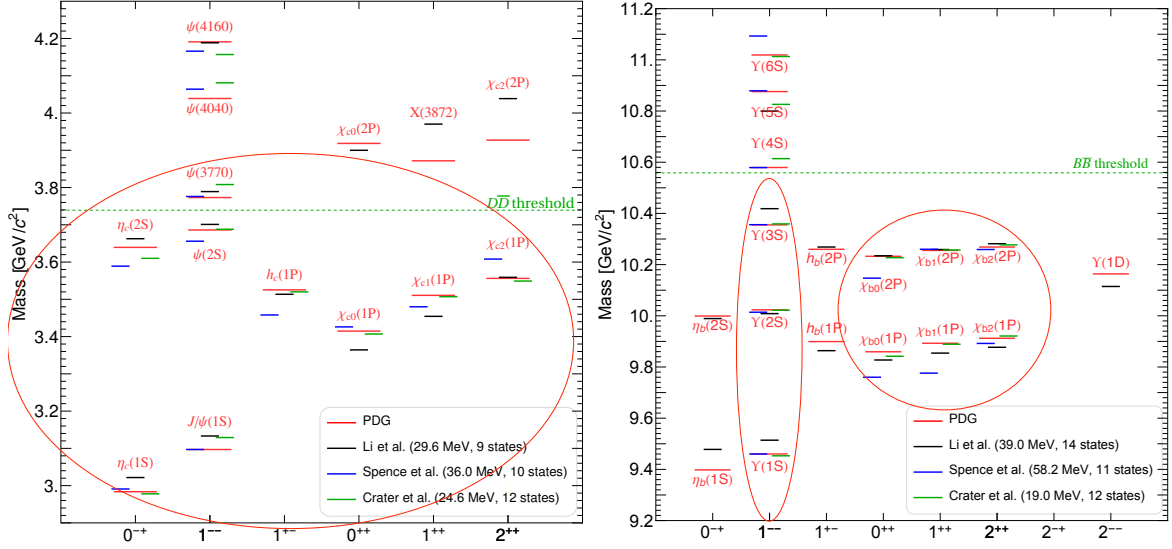 4.2
4.
3.8
3.6
3.4
3.2
3.
Mass [GeV/c²]
ψ(4160)
ψ(4040)
χc2(2P)
X(3872)
χc0(2P)
ψ(3770)
DD̅ threshold
ηc(2S)
ψ(2S)
χc2(1P)
hc(1P)
χc1(1P)
χc0(1P)
J/ψ(1S)
ηc(1S)
PDG
Li et al. (29.6 MeV, 9 states)
Spence et al. (36.0 MeV, 10 states)
Crater et al. (24.6 MeV, 12 states)
0⁻⁺ 1⁻⁻ 1⁺⁻ 0⁺⁺ 1⁺⁺ 2⁺⁺
11.2
11.0
10.8
10.6
10.4
10.2
10.0
9.8
9.6
9.4
9.2
Mass [GeV/c²]
Υ(6S)
Υ(5S)
Υ(4S)
BB̅ threshold
Υ(3S)
hb(2P)
χb1(2P)
χb2(2P)
χb0(2P)
Υ(1D)
ηb(2S)
Υ(2S)
hb(1P)
χb0(1P)
χb1(1P)
χb2(1P)
Υ(1S)
ηb(1S)
PDG
Li et al. (39.0 MeV, 14 states)
Spence et al. (58.2 MeV, 11 states)
Crater et al. (19.0 MeV, 12 states)
0⁻⁺ 1⁻⁻ 1⁺⁻ 0⁺⁺ 1⁺⁺ 2⁺⁺ 2⁻⁺ 2⁻⁻